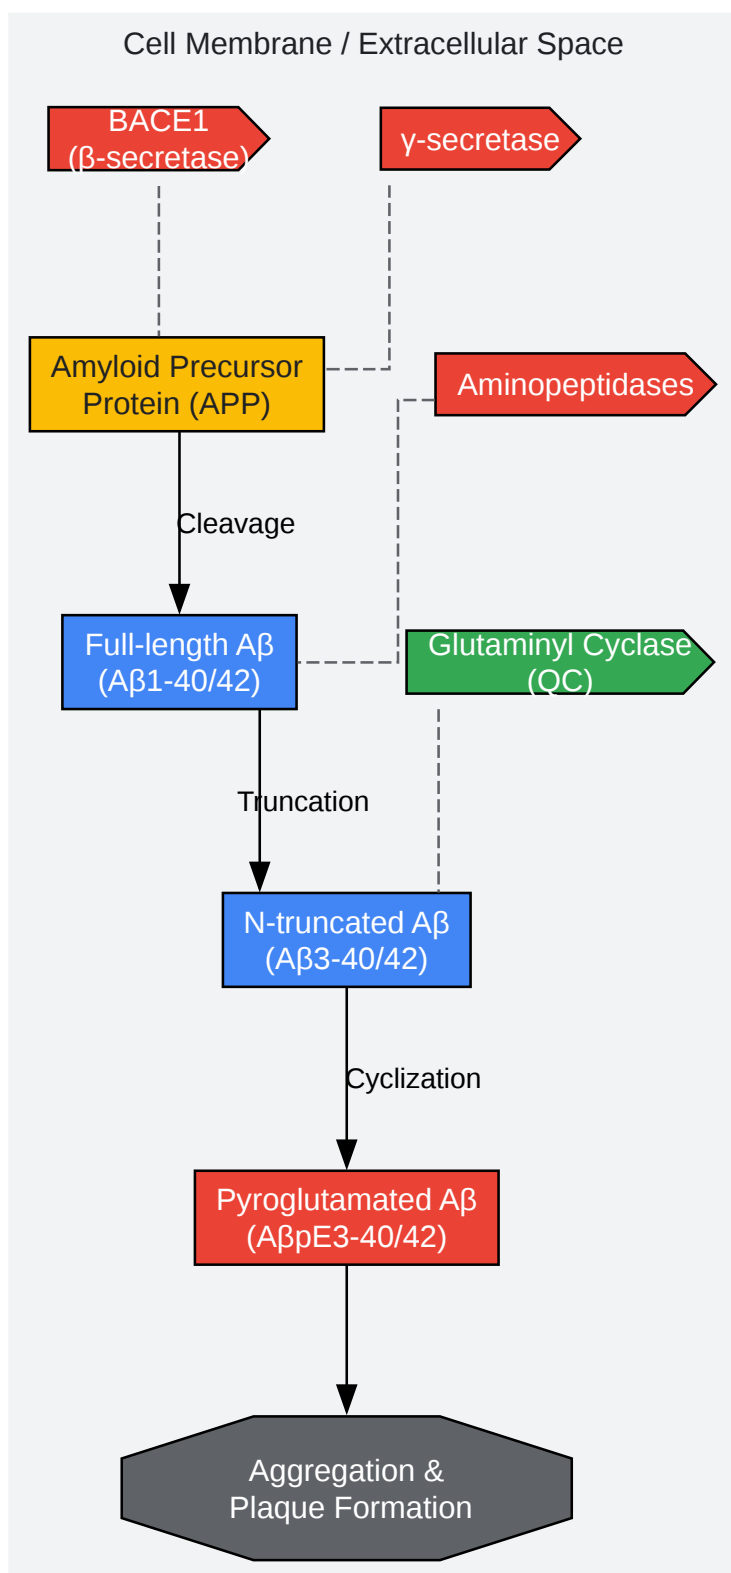 Cell Membrane / Extracellular Space
BACE1
(β-secretase)
γ-secretase
Amyloid Precursor
Protein (APP)
Aminopeptidases
Cleavage
Full-length Aβ
(Aβ1-40/42)
Glutaminyl Cyclase
(QC)
Truncation
N-truncated Aβ
(Aβ3-40/42)
Cyclization
Pyroglutamated Aβ
(AβpE3-40/42)
Aggregation &
Plaque Formation